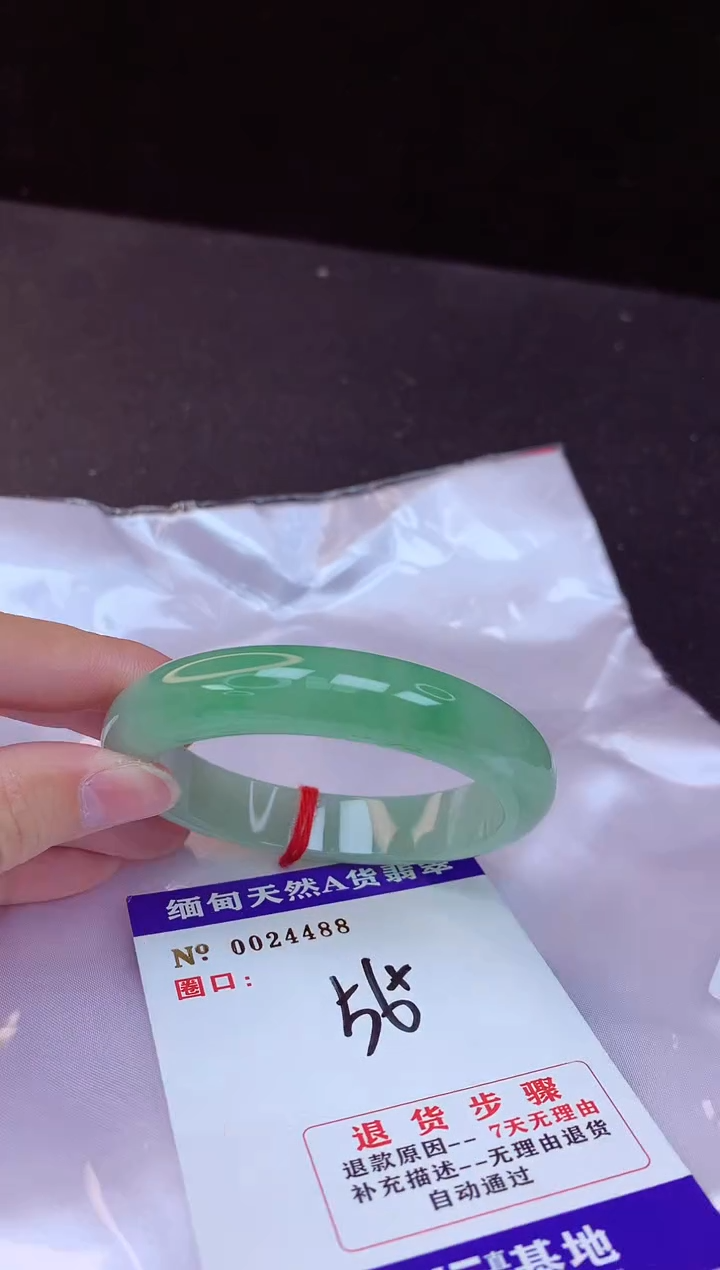 缅甸天然A货翡翠
Nº 0024488
圈口：
56+
退货步骤
退款原因--7天无理由
补充描述--无理由退货
自动通过
基地